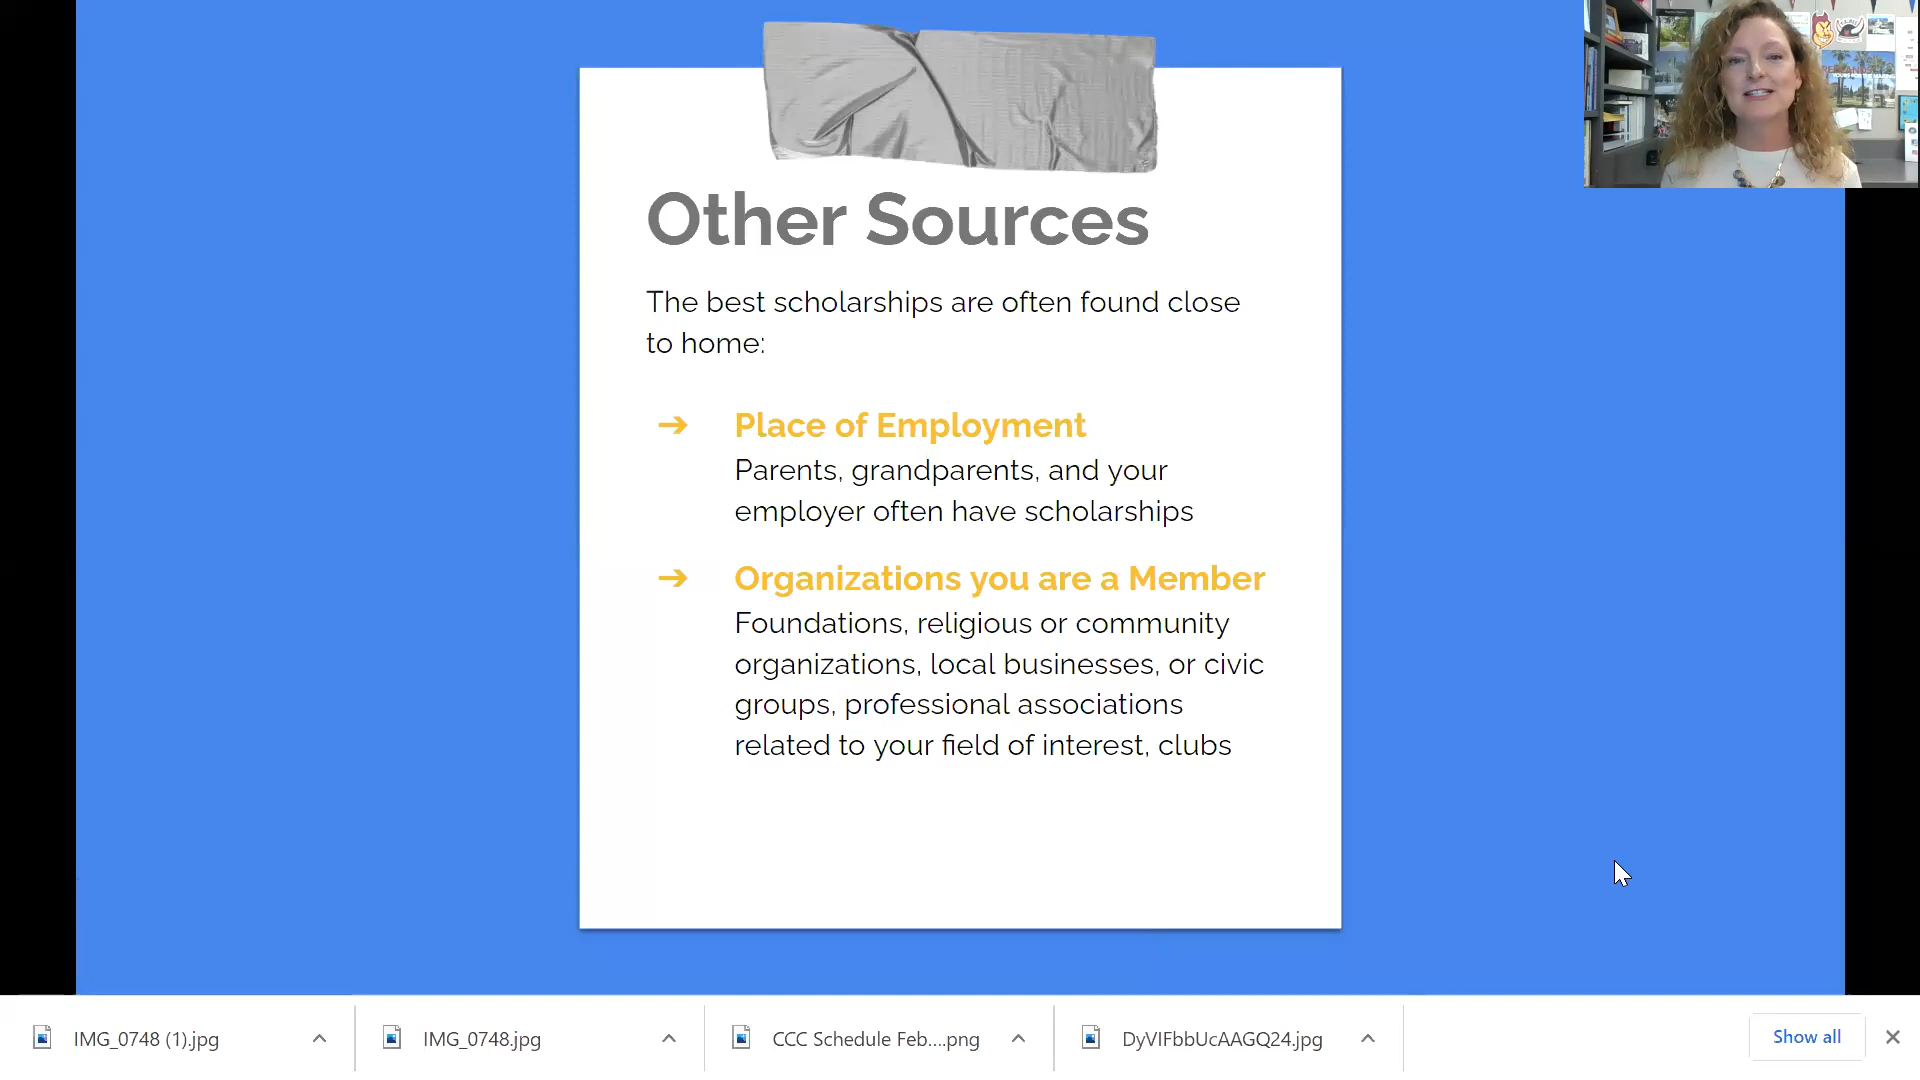 Other Sources
The best scholarships are often found close
to home:
➔ Place of Employment
Parents, grandparents, and your
employer often have scholarships
➔ Organizations you are a Member
Foundations, religious or community
organizations, local businesses, or civic
groups, professional associations
related to your field of interest, clubs
IMG_0748 (1).jpg
IMG_0748.jpg
CCC Schedule Feb....png
DyVIFbbUcAAGQ24.jpg
Show all